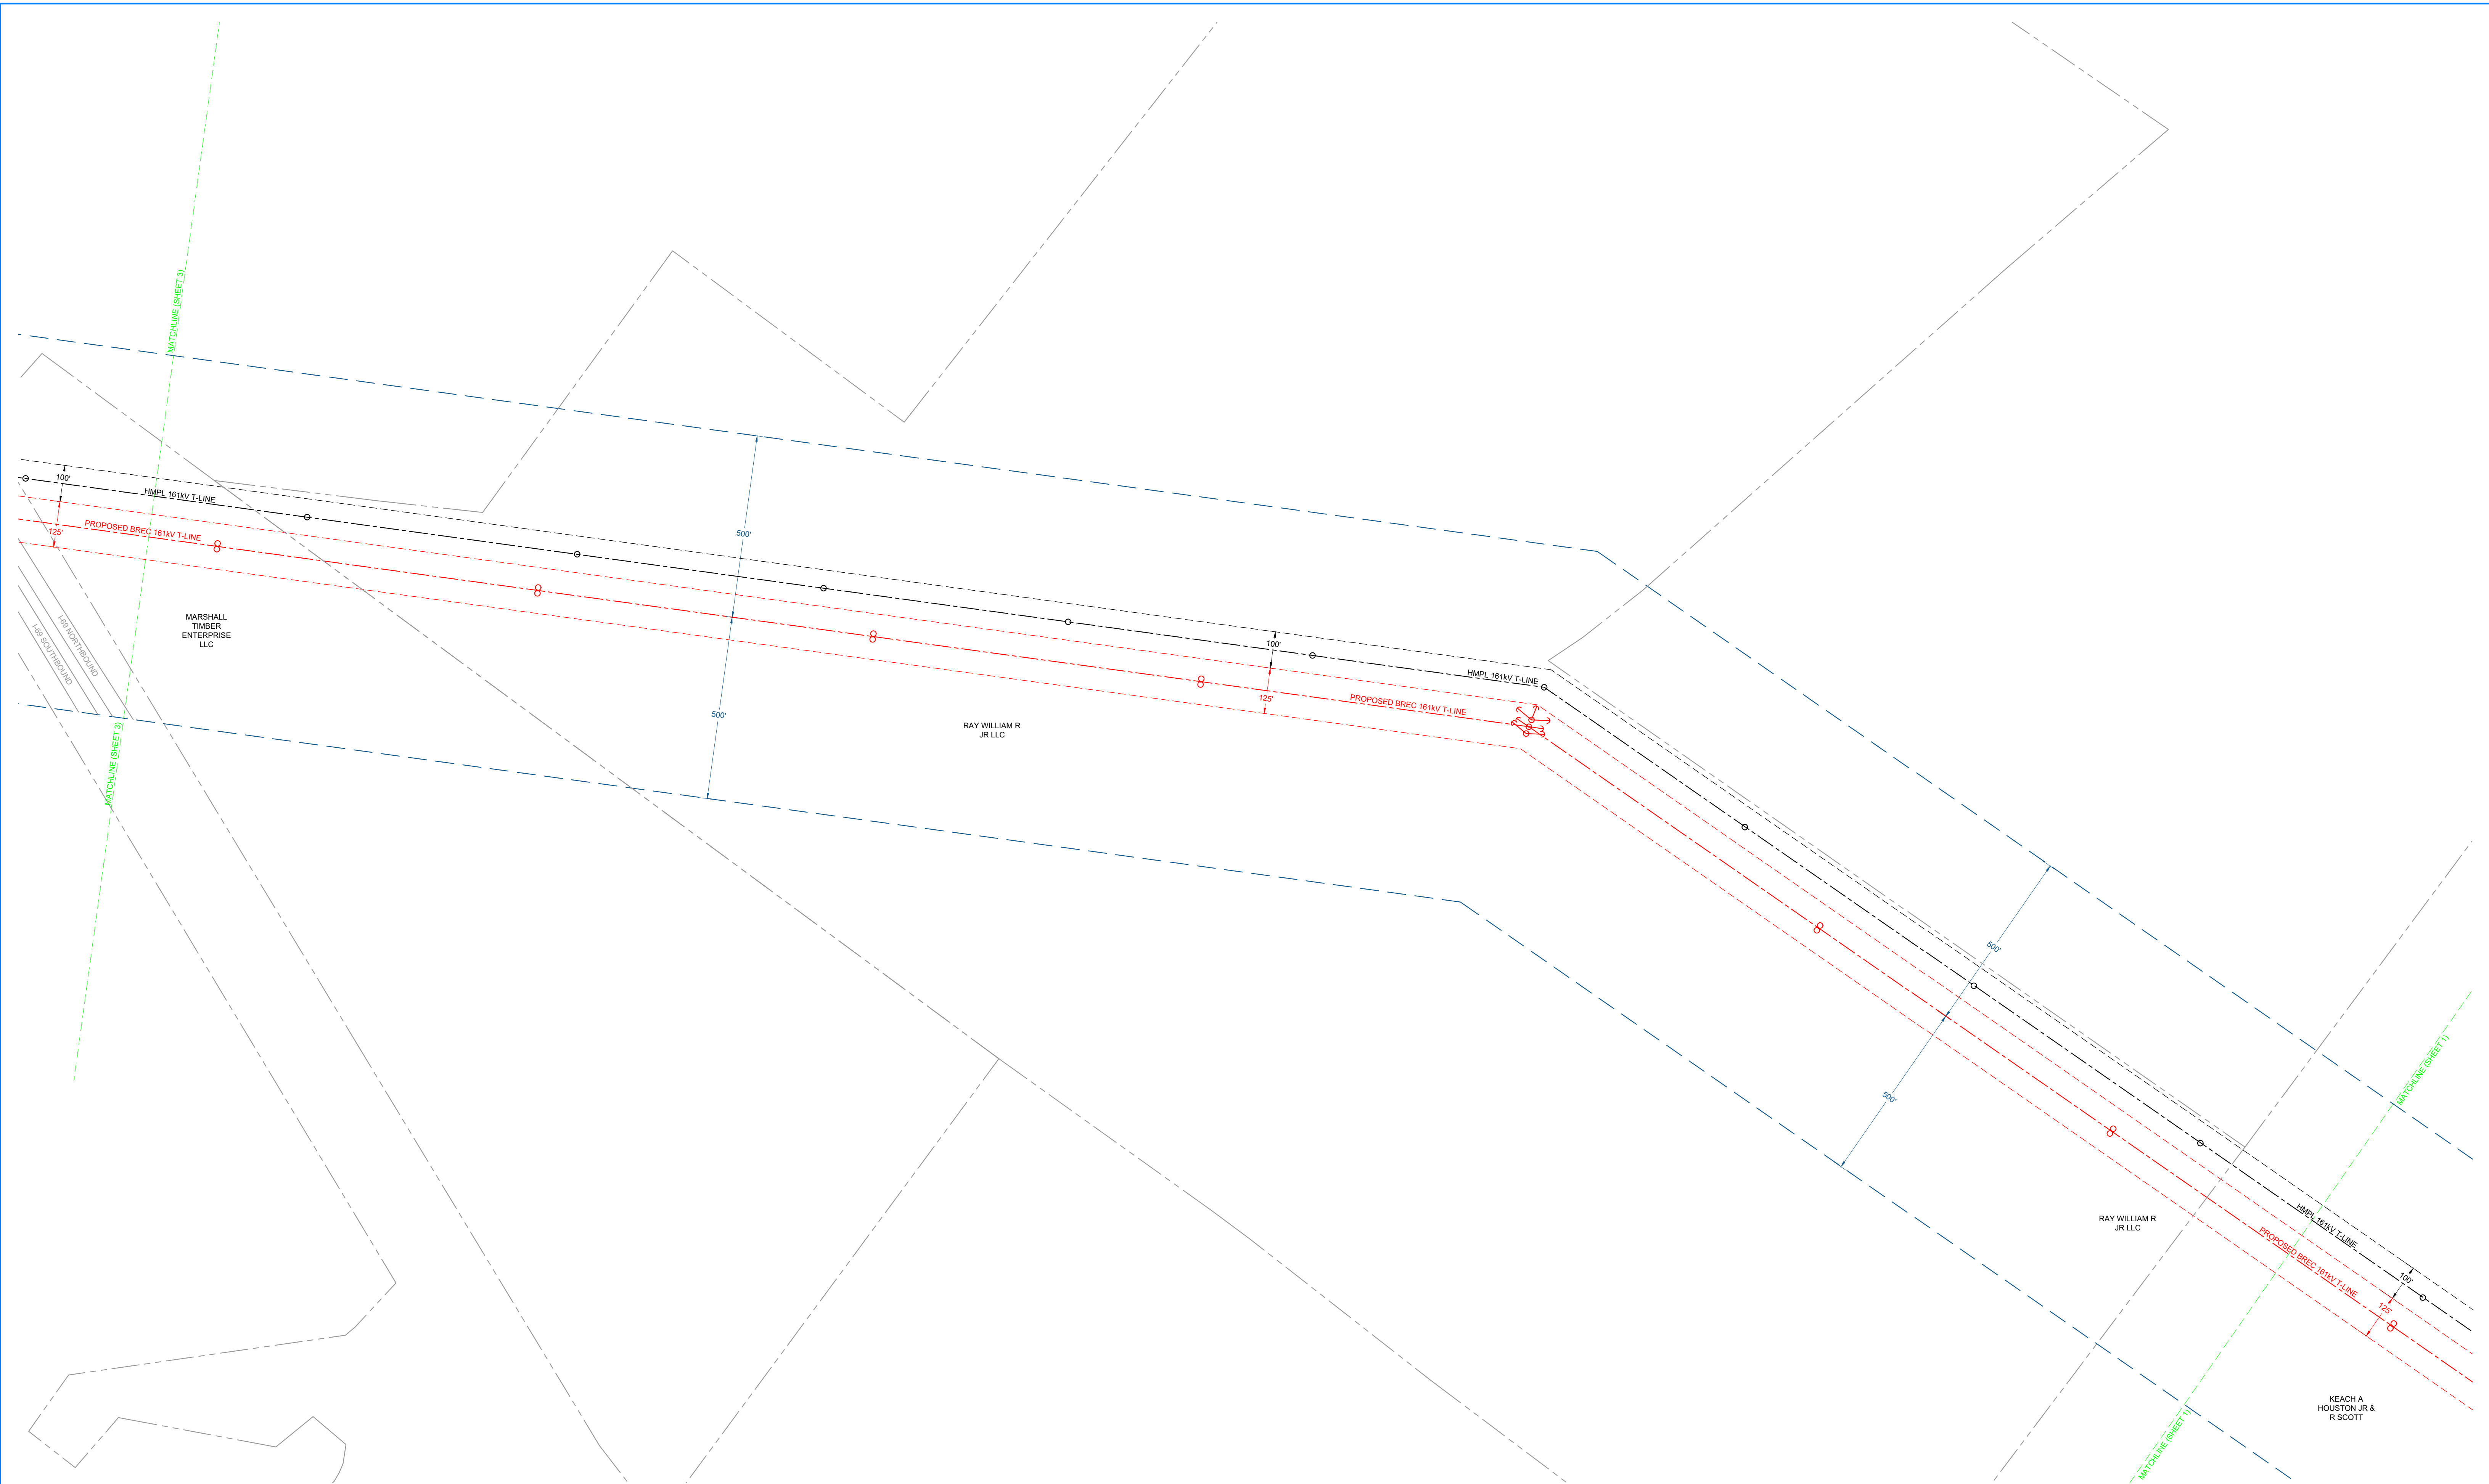 MATCHLINE (SHEET 3)
100'
HMPL 161kV T-LINE
PROPOSED BREC 161kV T-LINE
125'
500'
MARSHALL
TIMBER
ENTERPRISE
LLC
I-69 NORTHBOUND
I-69 SOUTHBOUND
100'
HMPL 161kV T-LINE
125'
PROPOSED BREC 161kV T-LINE
500'
RAY WILLIAM R
JR LLC
MATCHLINE (SHEET 3)
500'
MATCHLINE (SHEET 1)
500'
RAY WILLIAM R
JR LLC
HMPL 161kV T-LINE
PROPOSED BREC 161kV T-LINE
100'
125'
KEACH A
HOUSTON JR &
R SCOTT
MATCHLINE (SHEET 1)